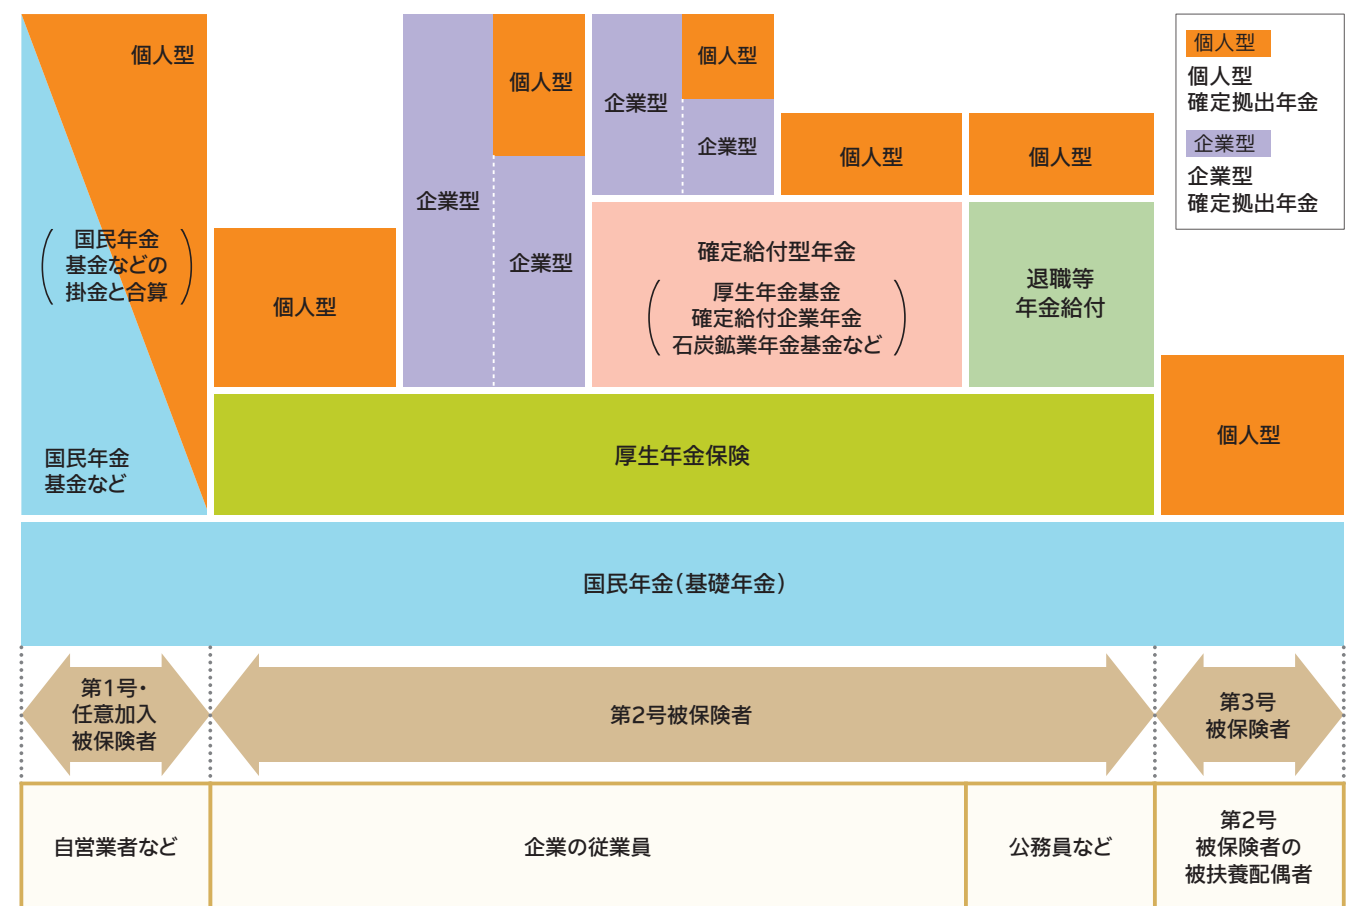 個人型
国民年金
基金などの
掛金と合算
国民年金
基金など
個人型
企業型
個人型
企業型
企業型
個人型
企業型
個人型
個人型
個人型
個人型
確定拠出年金
企業型
企業型
確定拠出年金
確定給付型年金
厚生年金基金
確定給付企業年金
石炭鉱業年金基金など
退職等
年金給付
個人型
厚生年金保険
国民年金(基礎年金)
第1号・
任意加入
被保険者
第2号被保険者
第3号
被保険者
自営業者など
企業の従業員
公務員など
第2号
被保険者の
被扶養配偶者